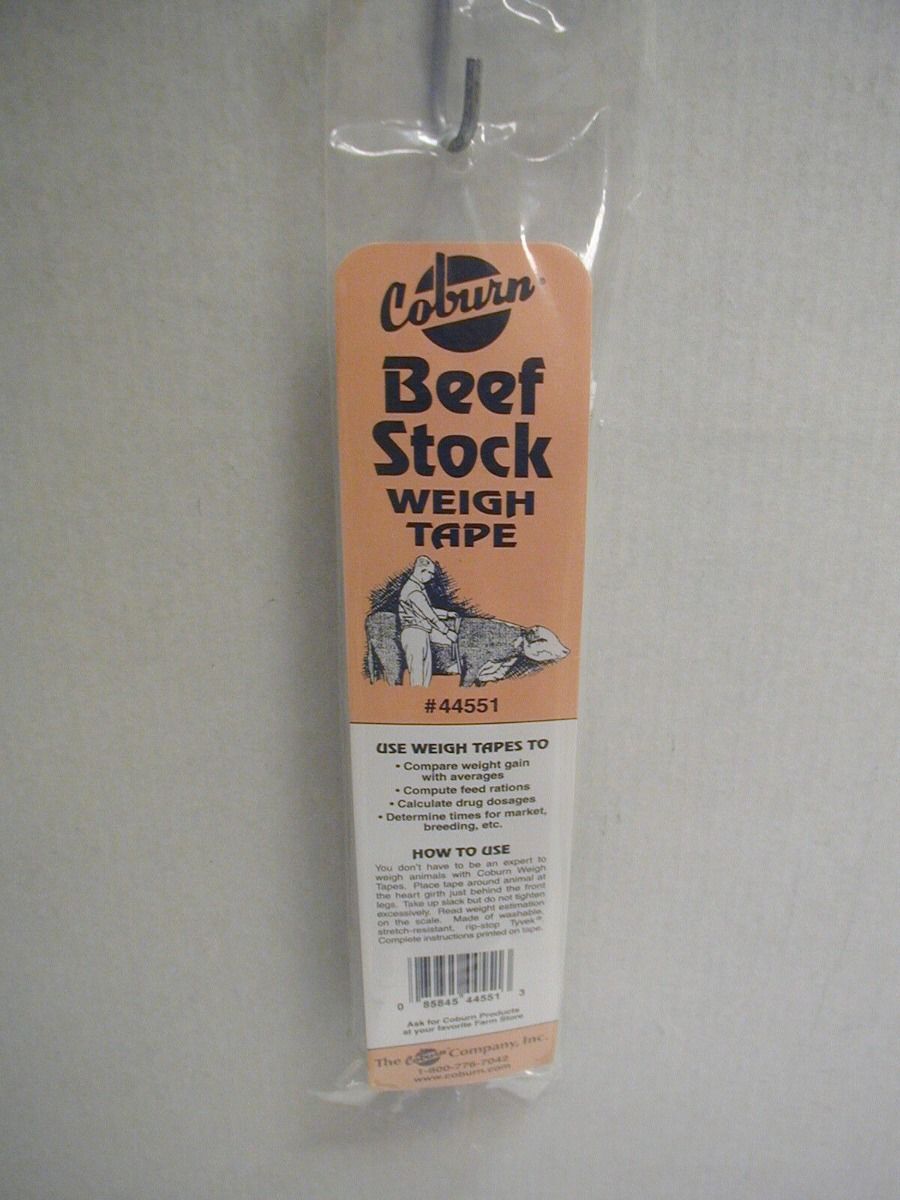 Coburn
Beef
Stock
WEIGH
TAPE
#44551
USE WEIGH TAPES TO
• Compare weight gain
with averages
• Compute feed rations
• Calculate drug dosages
• Determine times for market,
breeding, etc.
HOW TO USE
You don't have to be an expert to
weigh animals with Coburn Weigh
Tapes. Place tape around animal at
the heart girth just behind the front
legs. Take up slack but do not tighten
excessively. Read weight estimation
on the scale. Made of washable,
stretch-resistant, rip-stop Tyvek®.
Complete instructions printed on tape.
0 85845 44551 3
Ask for Coburn Products
at your favorite Farm Store
The Coburn Company, Inc.
1-800-776-7042
www.coburn.com